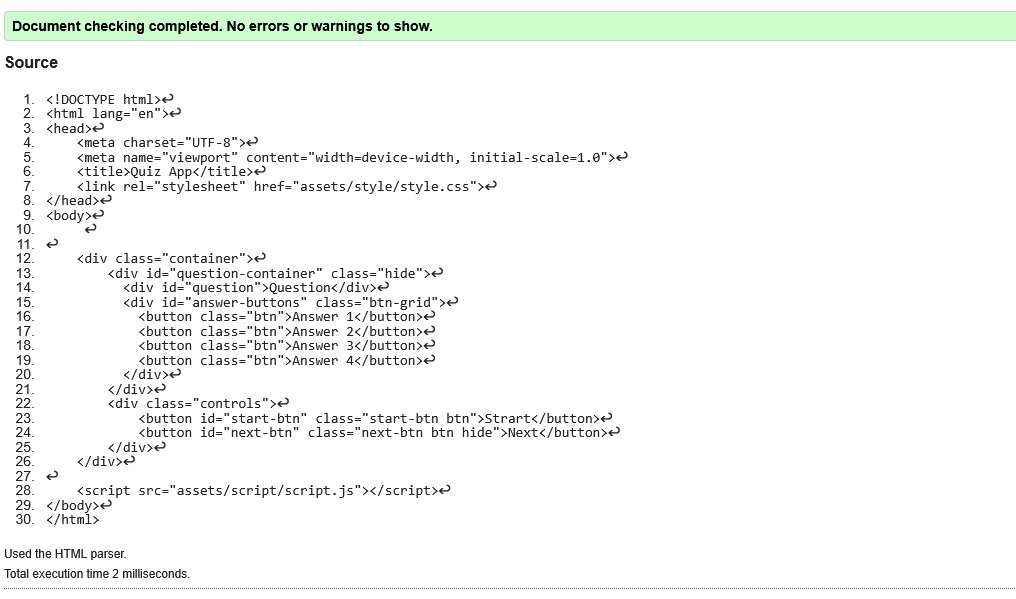 Document checking completed. No errors or warnings to show.
Source
1. <!DOCTYPE html>↩
2. <html lang="en">↩
3. <head>↩
4.     <meta charset="UTF-8">↩
5.     <meta name="viewport" content="width=device-width, initial-scale=1.0">↩
6.     <title>Quiz App</title>↩
7.     <link rel="stylesheet" href="assets/style/style.css">↩
8. </head>↩
9. <body>↩
10.      ↩
11. ↩
12.     <div class="container">↩
13.         <div id="question-container" class="hide">↩
14.           <div id="question">Question</div>↩
15.           <div id="answer-buttons" class="btn-grid">↩
16.             <button class="btn">Answer 1</button>↩
17.             <button class="btn">Answer 2</button>↩
18.             <button class="btn">Answer 3</button>↩
19.             <button class="btn">Answer 4</button>↩
20.           </div>↩
21.         </div>↩
22.         <div class="controls">↩
23.             <button id="start-btn" class="start-btn btn">Strart</button>↩
24.             <button id="next-btn" class="next-btn btn hide">Next</button>↩
25.         </div>↩
26.     </div>↩
27. ↩
28.     <script src="assets/script/script.js"></script>↩
29. </body>↩
30. </html>
Used the HTML parser.
Total execution time 2 milliseconds.